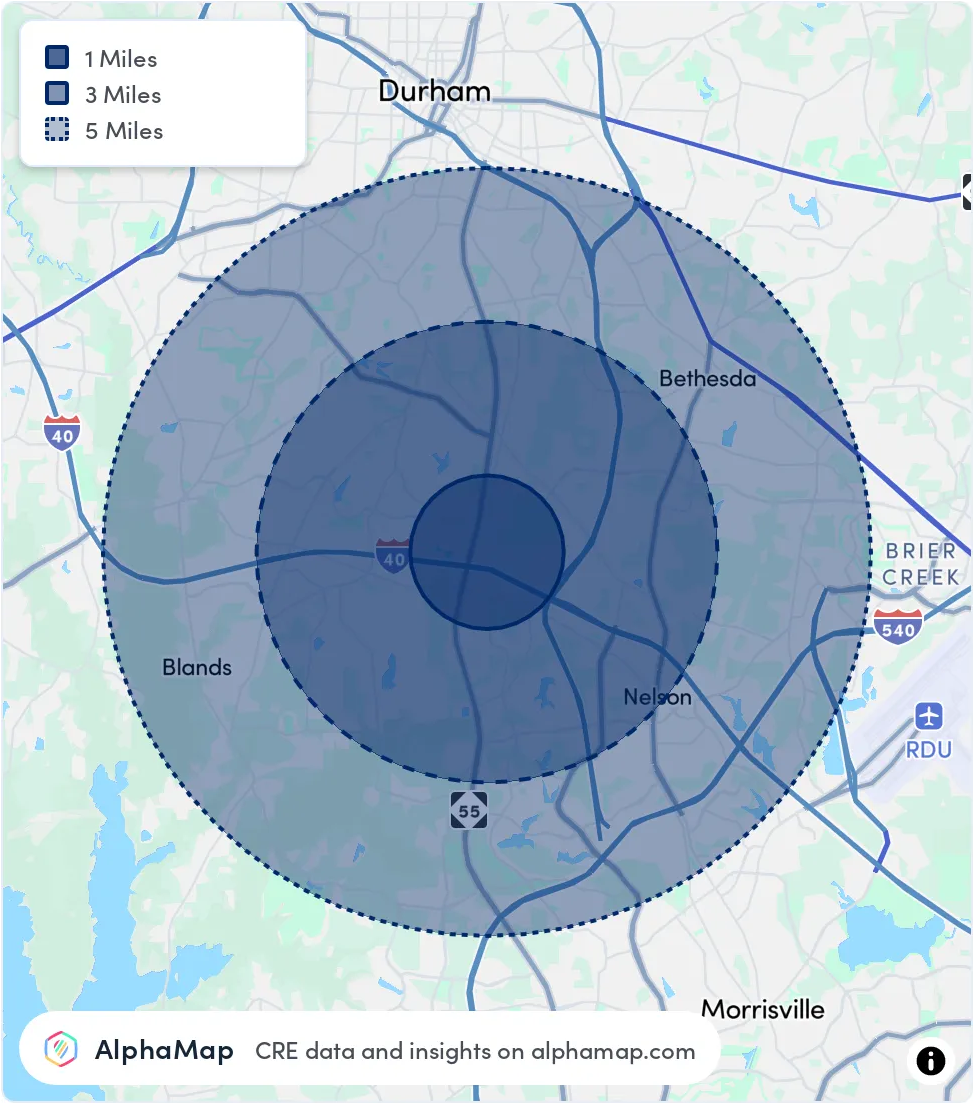 1 Miles
3 Miles
5 Miles
Durham
Bethesda
40
40
BRIER
CREEK
540
Blands
Nelson
RDU
55
Morrisville
AlphaMap CRE data and insights on alphamap.com